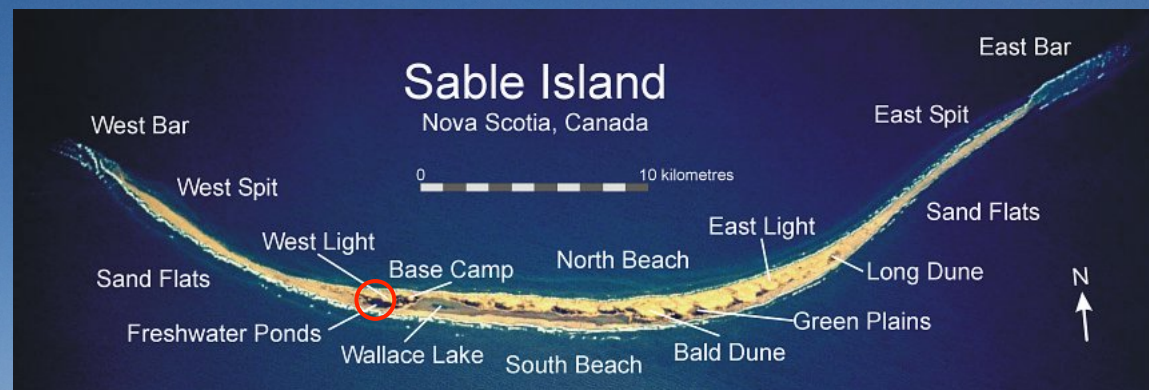 Sable Island
Nova Scotia, Canada
East Bar
West Bar
East Spit
0 10 kilometres
West Spit
Sand Flats
East Light
West Light
North Beach
Base Camp
Long Dune
Sand Flats
N
Freshwater Ponds
Green Plains
Wallace Lake
Bald Dune
South Beach